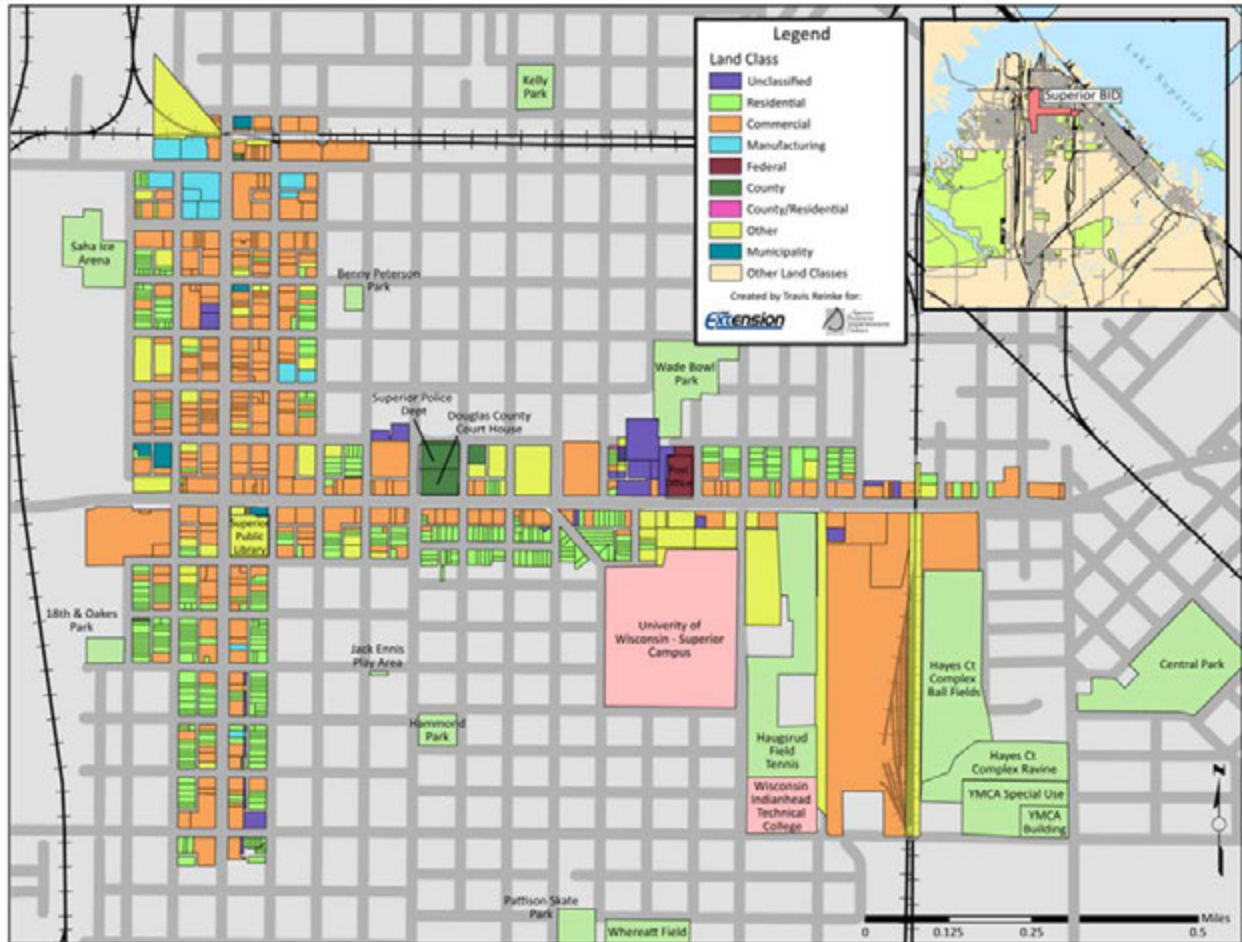 Legend
Land Class
Unclassified
Residential
Commercial
Manufacturing
Federal
County
County/Residential
Other
Municipality
Other Land Classes
Created by Travis Reinke for:
Extension
Lake Superior
Superior BID
Kelly
Park
Saha Ice
Arena
Benny Peterson
Park
Wade Bowl
Park
Superior Police
Dept
Douglas County
Court House
Post
Office
Superior
Public
Library
18th & Oakes
Park
Jack Ennis
Play Area
Hammond
Park
Univerity of
Wisconsin - Superior
Campus
Haugsrud
Field
Tennis
Wisconsin
Indianhead
Technical
College
Hayes Ct
Complex
Ball Fields
Central Park
Hayes Ct
Complex Ravine
YMCA Special Use
YMCA
Building
Pattison Skate
Park
Whereatt Field
N
Miles
0 0.125 0.25 0.5